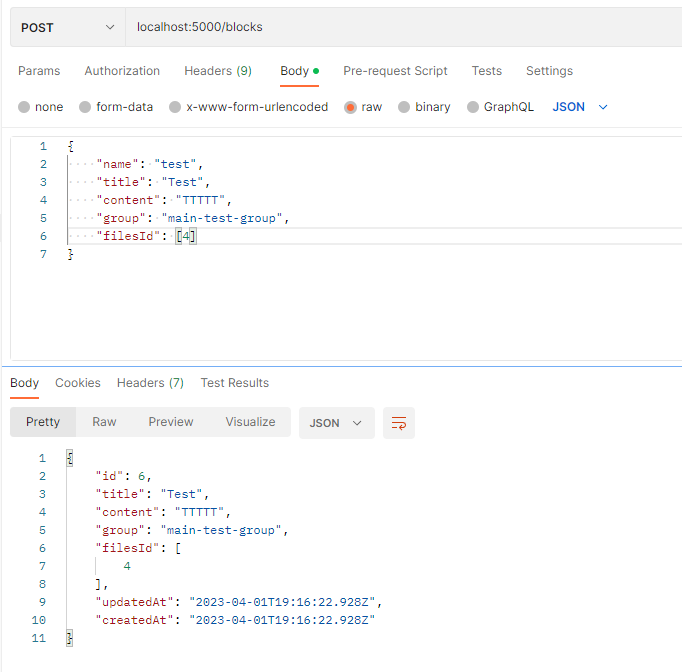 POST localhost:5000/blocks
Params Authorization Headers (9) Body Pre-request Script Tests Settings
none form-data x-www-form-urlencoded raw binary GraphQL JSON
1 {
2 ····"name":·"test",
3 ····"title":·"Test",
4 ····"content":·"TTTTT",
5 ····"group":·"main-test-group",
6 ····"filesId":·[4]
7 }
Body Cookies Headers (7) Test Results
Pretty Raw Preview Visualize JSON
1 {
2 "id": 6,
3 "title": "Test",
4 "content": "TTTTT",
5 "group": "main-test-group",
6 "filesId": [
7 4
8 ],
9 "updatedAt": "2023-04-01T19:16:22.928Z",
10 "createdAt": "2023-04-01T19:16:22.928Z"
11 }